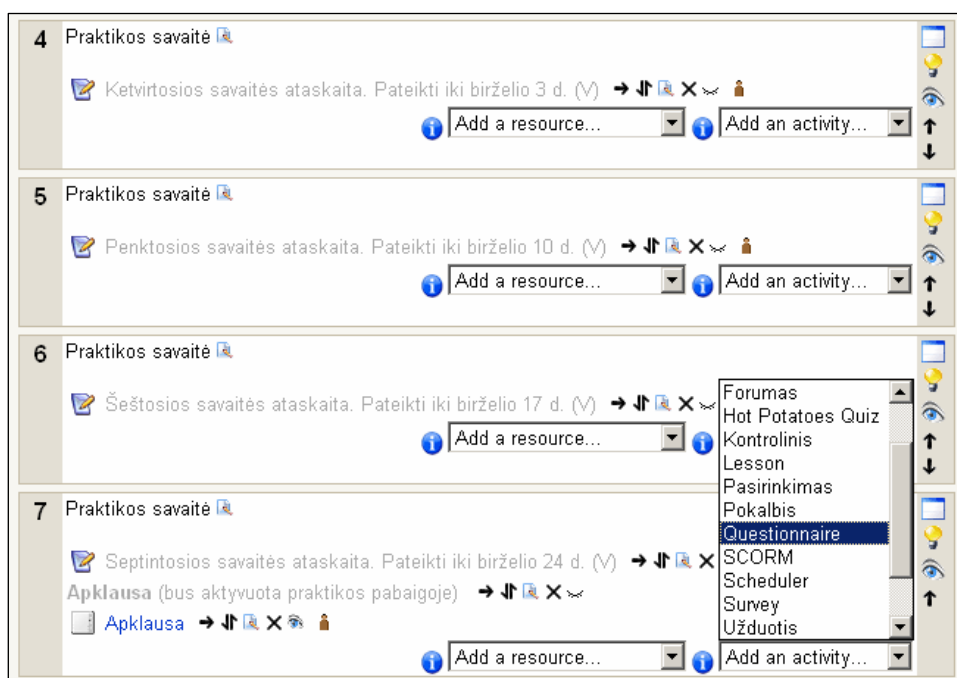 4 Praktikos savaitė
Ketvirtosios savaitės ataskaita. Pateikti iki birželio 3 d. (V)
Add a resource... Add an activity...
5 Praktikos savaitė
Penktosios savaitės ataskaita. Pateikti iki birželio 10 d. (V)
Add a resource... Add an activity...
6 Praktikos savaitė
Šeštosios savaitės ataskaita. Pateikti iki birželio 17 d. (V)
Add a resource...
Forumas
Hot Potatoes Quiz
Kontrolinis
Lesson
Pasirinkimas
Pokalbis
Questionnaire
SCORM
Scheduler
Survey
Užduotis
7 Praktikos savaitė
Septintosios savaitės ataskaita. Pateikti iki birželio 24 d. (V)
Apklausa (bus aktyvuota praktikos pabaigoje)
Apklausa
Add a resource... Add an activity...